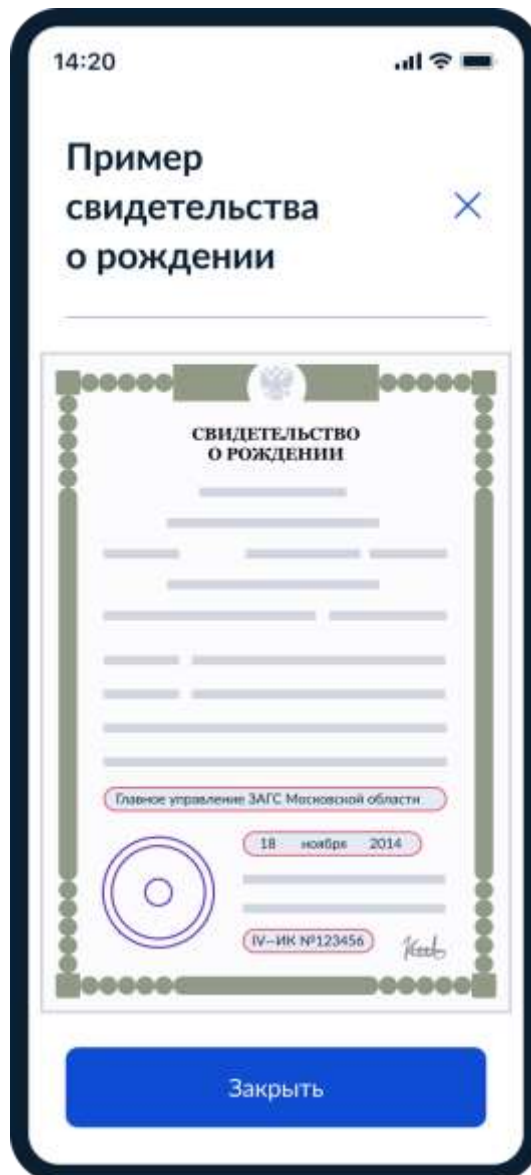 14:20
Пример
свидетельства
о рождении
СВИДЕТЕЛЬСТВО
О РОЖДЕНИИ
Главное управление ЗАГС Московской области
18 ноября 2014
IV–ИК №123456
Закрыть